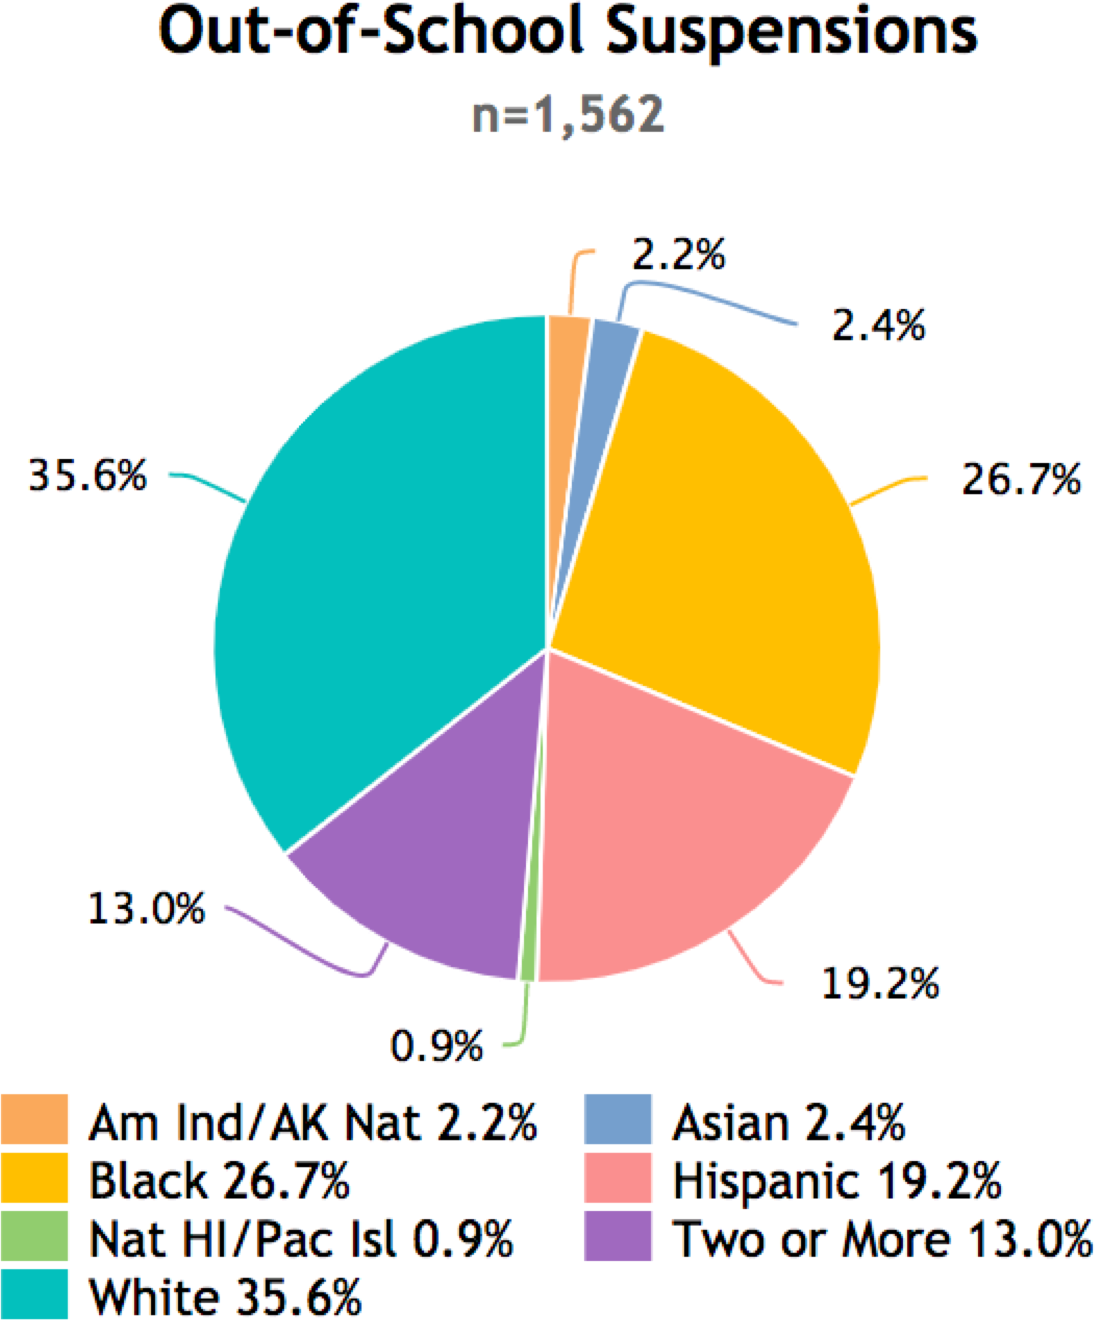 Out-of-School Suspensions
n=1,562
2.2%
2.4%
35.6%
26.7%
13.0%
19.2%
0.9%
Am Ind/AK Nat 2.2%
Asian 2.4%
Black 26.7%
Hispanic 19.2%
Nat HI/Pac Isl 0.9%
Two or More 13.0%
White 35.6%